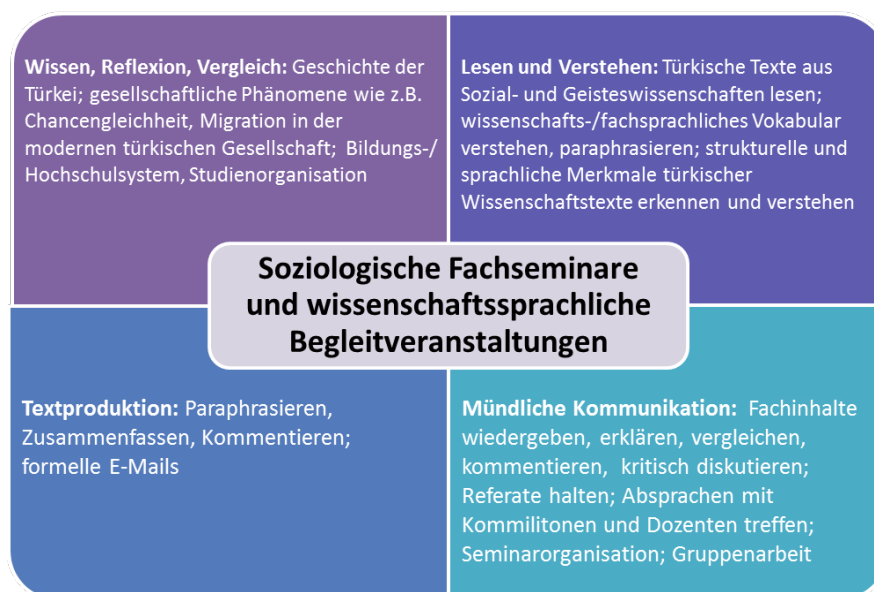 Wissen, Reflexion, Vergleich: Geschichte der
Türkei; gesellschaftliche Phänomene wie z.B.
Chancengleichheit, Migration in der
modernen türkischen Gesellschaft; Bildungs-/
Hochschulsystem, Studienorganisation
Lesen und Verstehen: Türkische Texte aus
Sozial- und Geisteswissenschaften lesen;
wissenschafts-/fachsprachliches Vokabular
verstehen, paraphrasieren; strukturelle und
sprachliche Merkmale türkischer
Wissenschaftstexte erkennen und verstehen
Soziologische Fachseminare
und wissenschaftssprachliche
Begleitveranstaltungen
Textproduktion: Paraphrasieren,
Zusammenfassen, Kommentieren;
formelle E-Mails
Mündliche Kommunikation: Fachinhalte
wiedergeben, erklären, vergleichen,
kommentieren, kritisch diskutieren;
Referate halten; Absprachen mit
Kommilitonen und Dozenten treffen;
Seminarorganisation; Gruppenarbeit